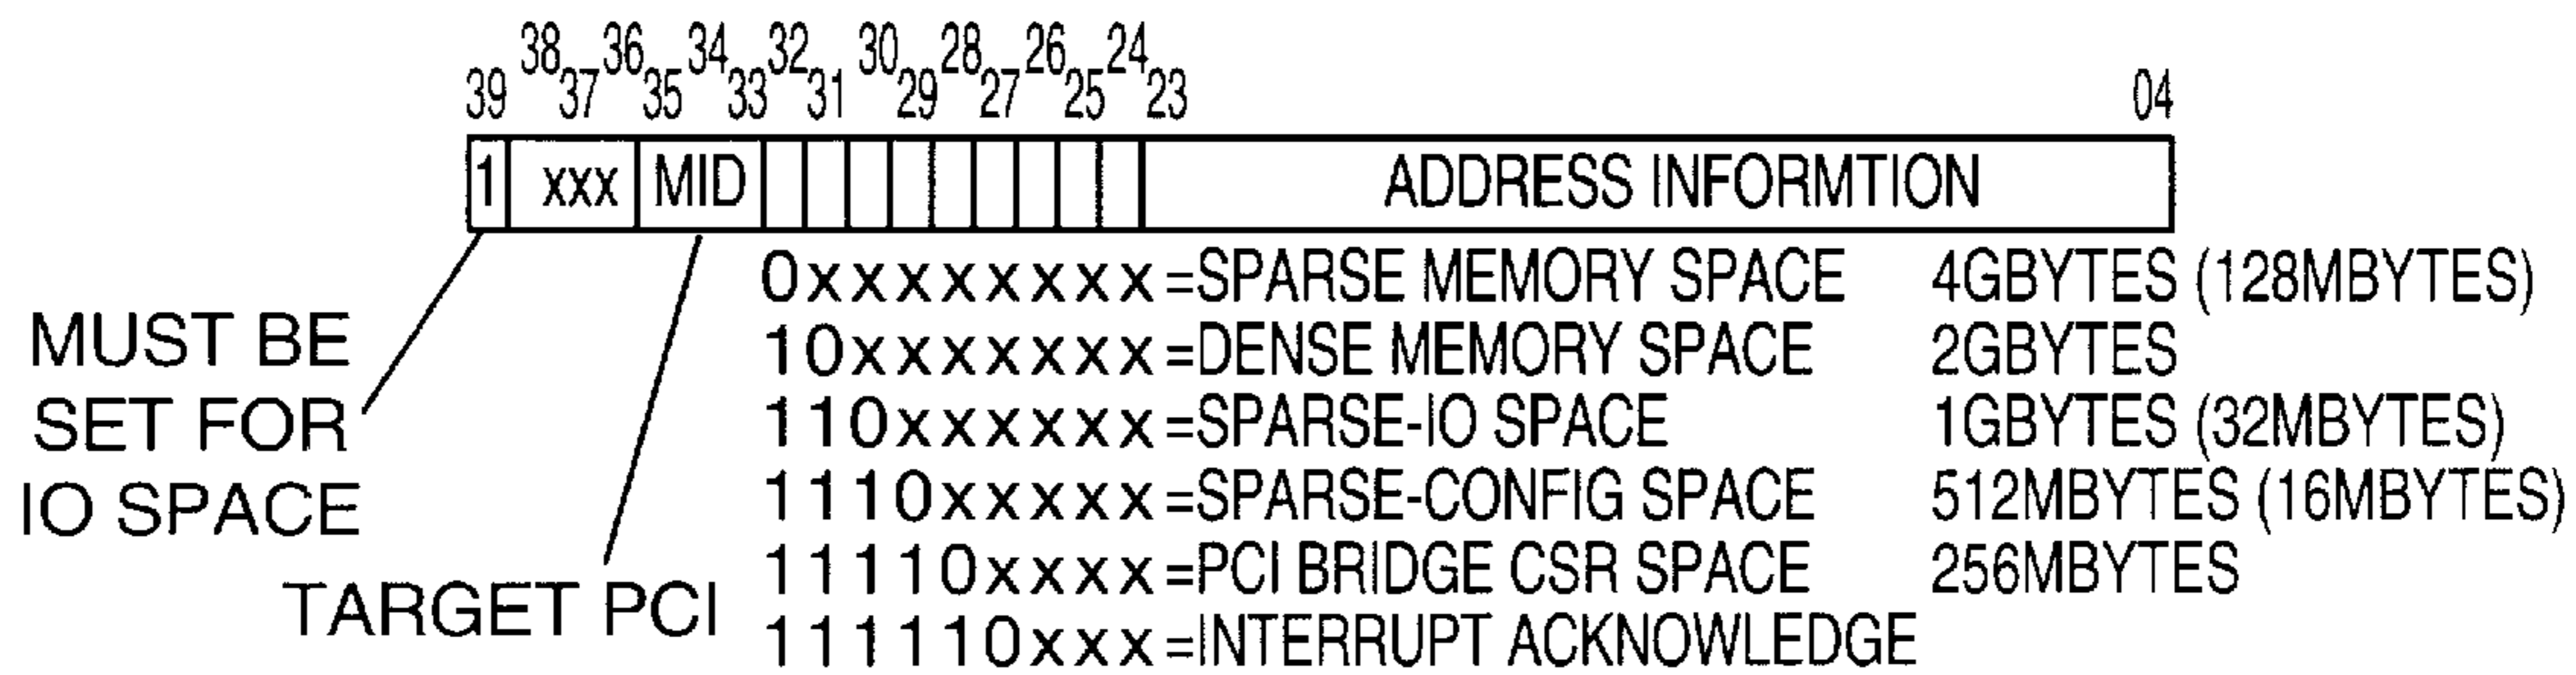 39 38 37 36 35 34 33 32 31 30 29 28 27 26 25 24 23 04
1 xxx MID ADDRESS INFORMTION
0xxxxxxxx=SPARSE MEMORY SPACE 4GBYTES (128MBYTES)
10xxxxxxx=DENSE MEMORY SPACE 2GBYTES
110xxxxxx=SPARSE-IO SPACE 1GBYTES (32MBYTES)
1110xxxxx=SPARSE-CONFIG SPACE 512MBYTES (16MBYTES)
11110xxxx=PCI BRIDGE CSR SPACE 256MBYTES
111110xxx=INTERRUPT ACKNOWLEDGE
MUST BE
SET FOR
IO SPACE
TARGET PCI